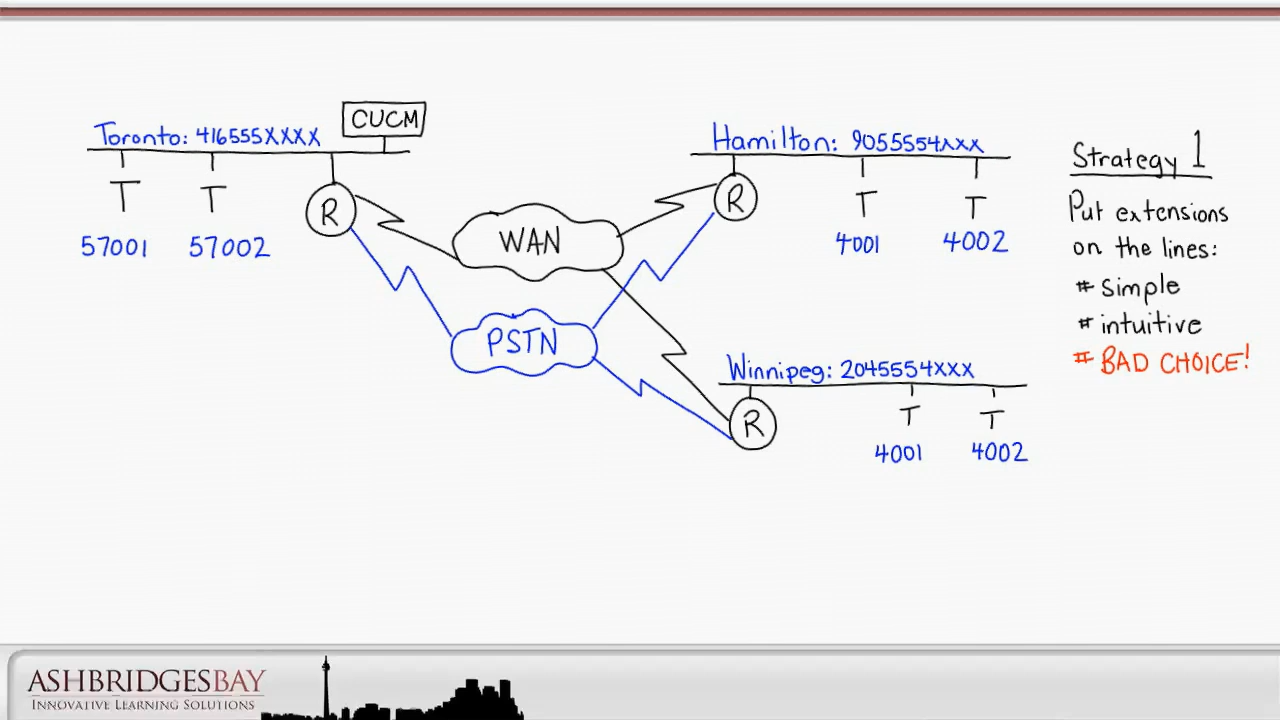 CUCM
Toronto: 416555XXXX
T T
R
57001 57002
WAN
PSTN
Hamilton: 9055554XXX
R
T T
4001 4002
Winnipeg: 2045554XXX
R
T T
4001 4002
Strategy 1
Put extensions
on the lines:
# simple
# intuitive
# BAD CHOICE!
ASHBRIDGESBAY
INNOVATIVE LEARNING SOLUTIONS